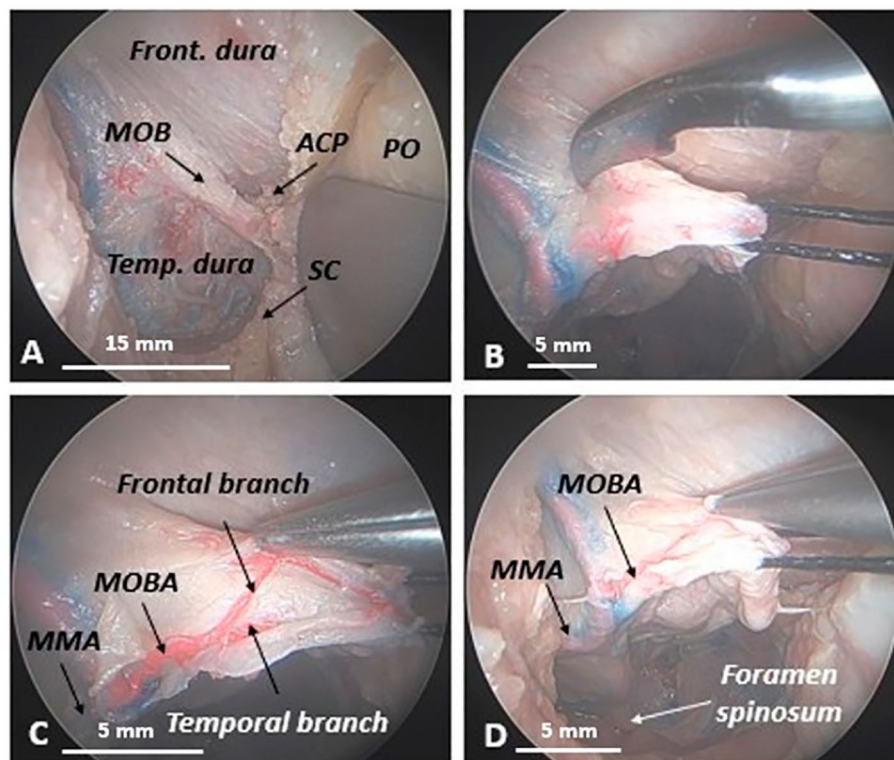 Front. dura
MOB
ACP
PO
Temp. dura
SC
A
15 mm
B
5 mm
Frontal branch
MOBA
MMA
Temporal branch
C
5 mm
MOBA
MMA
Foramen
spinosum
D
5 mm